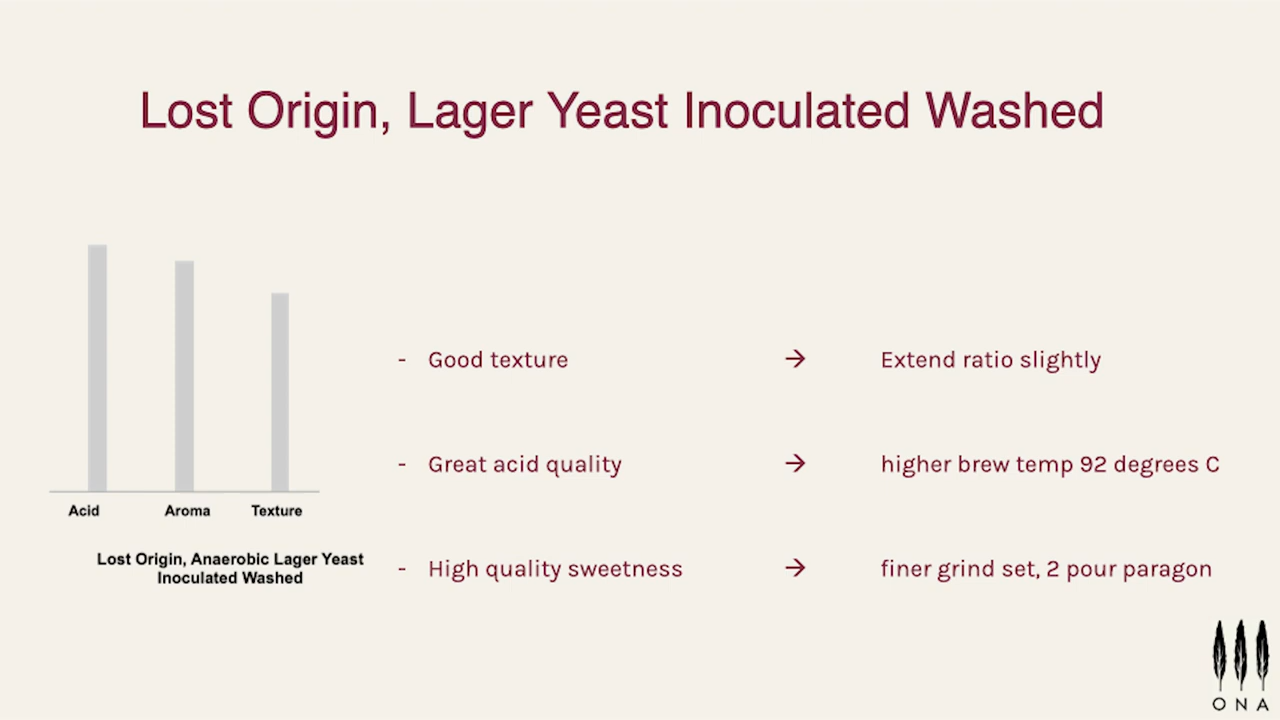 Lost Origin, Lager Yeast Inoculated Washed
Acid Aroma Texture
Lost Origin, Anaerobic Lager Yeast
Inoculated Washed
- Good texture → Extend ratio slightly
- Great acid quality → higher brew temp 92 degrees C
- High quality sweetness → finer grind set, 2 pour paragon
ONA